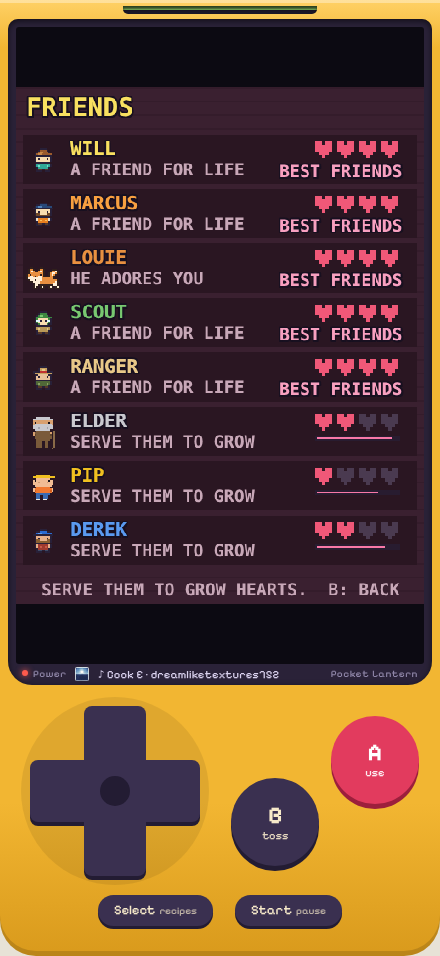 FRIENDS
WILL
A FRIEND FOR LIFE
BEST FRIENDS
MARCUS
A FRIEND FOR LIFE
BEST FRIENDS
LOUIE
HE ADORES YOU
BEST FRIENDS
SCOUT
A FRIEND FOR LIFE
BEST FRIENDS
RANGER
A FRIEND FOR LIFE
BEST FRIENDS
ELDER
SERVE THEM TO GROW
PIP
SERVE THEM TO GROW
DEREK
SERVE THEM TO GROW
SERVE THEM TO GROW HEARTS. B: BACK
Power
♪ Cook E · dreamliketextures792
Pocket Lantern
A
use
B
toss
Select recipes
Start pause